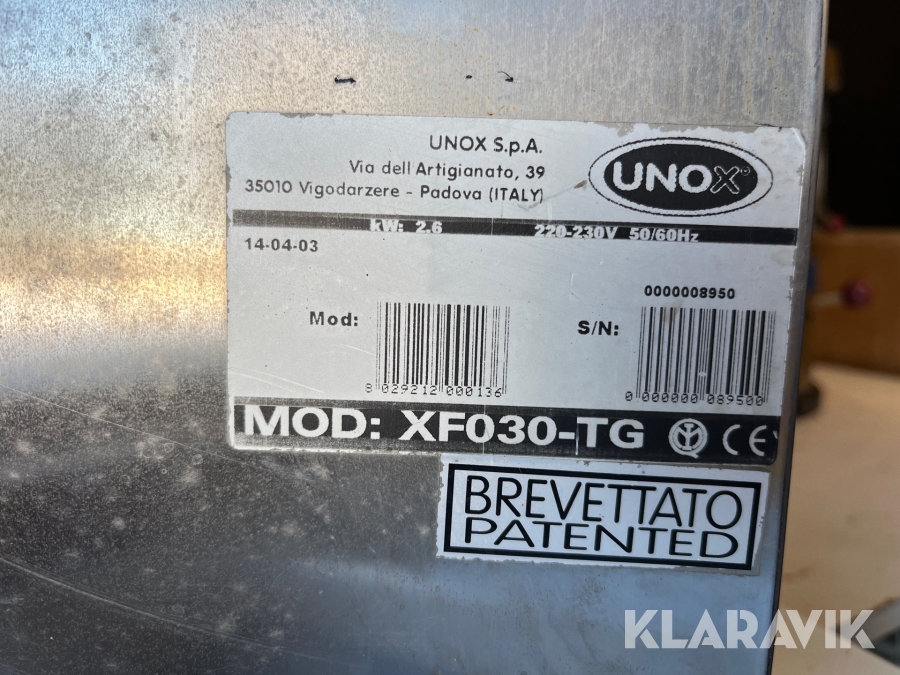 UNOX S.p.A.
Via dell Artigianato, 39
35010 Vigodarzere - Padova (ITALY)
UNOX
kW: 2.6 220-230V 50/60Hz
14-04-03
0000008950
Mod:
S/N:
8 029212 000136
0 000000 089500
MOD: XF030-TG CE
BREVETTATO
PATENTED
KLARAVIK